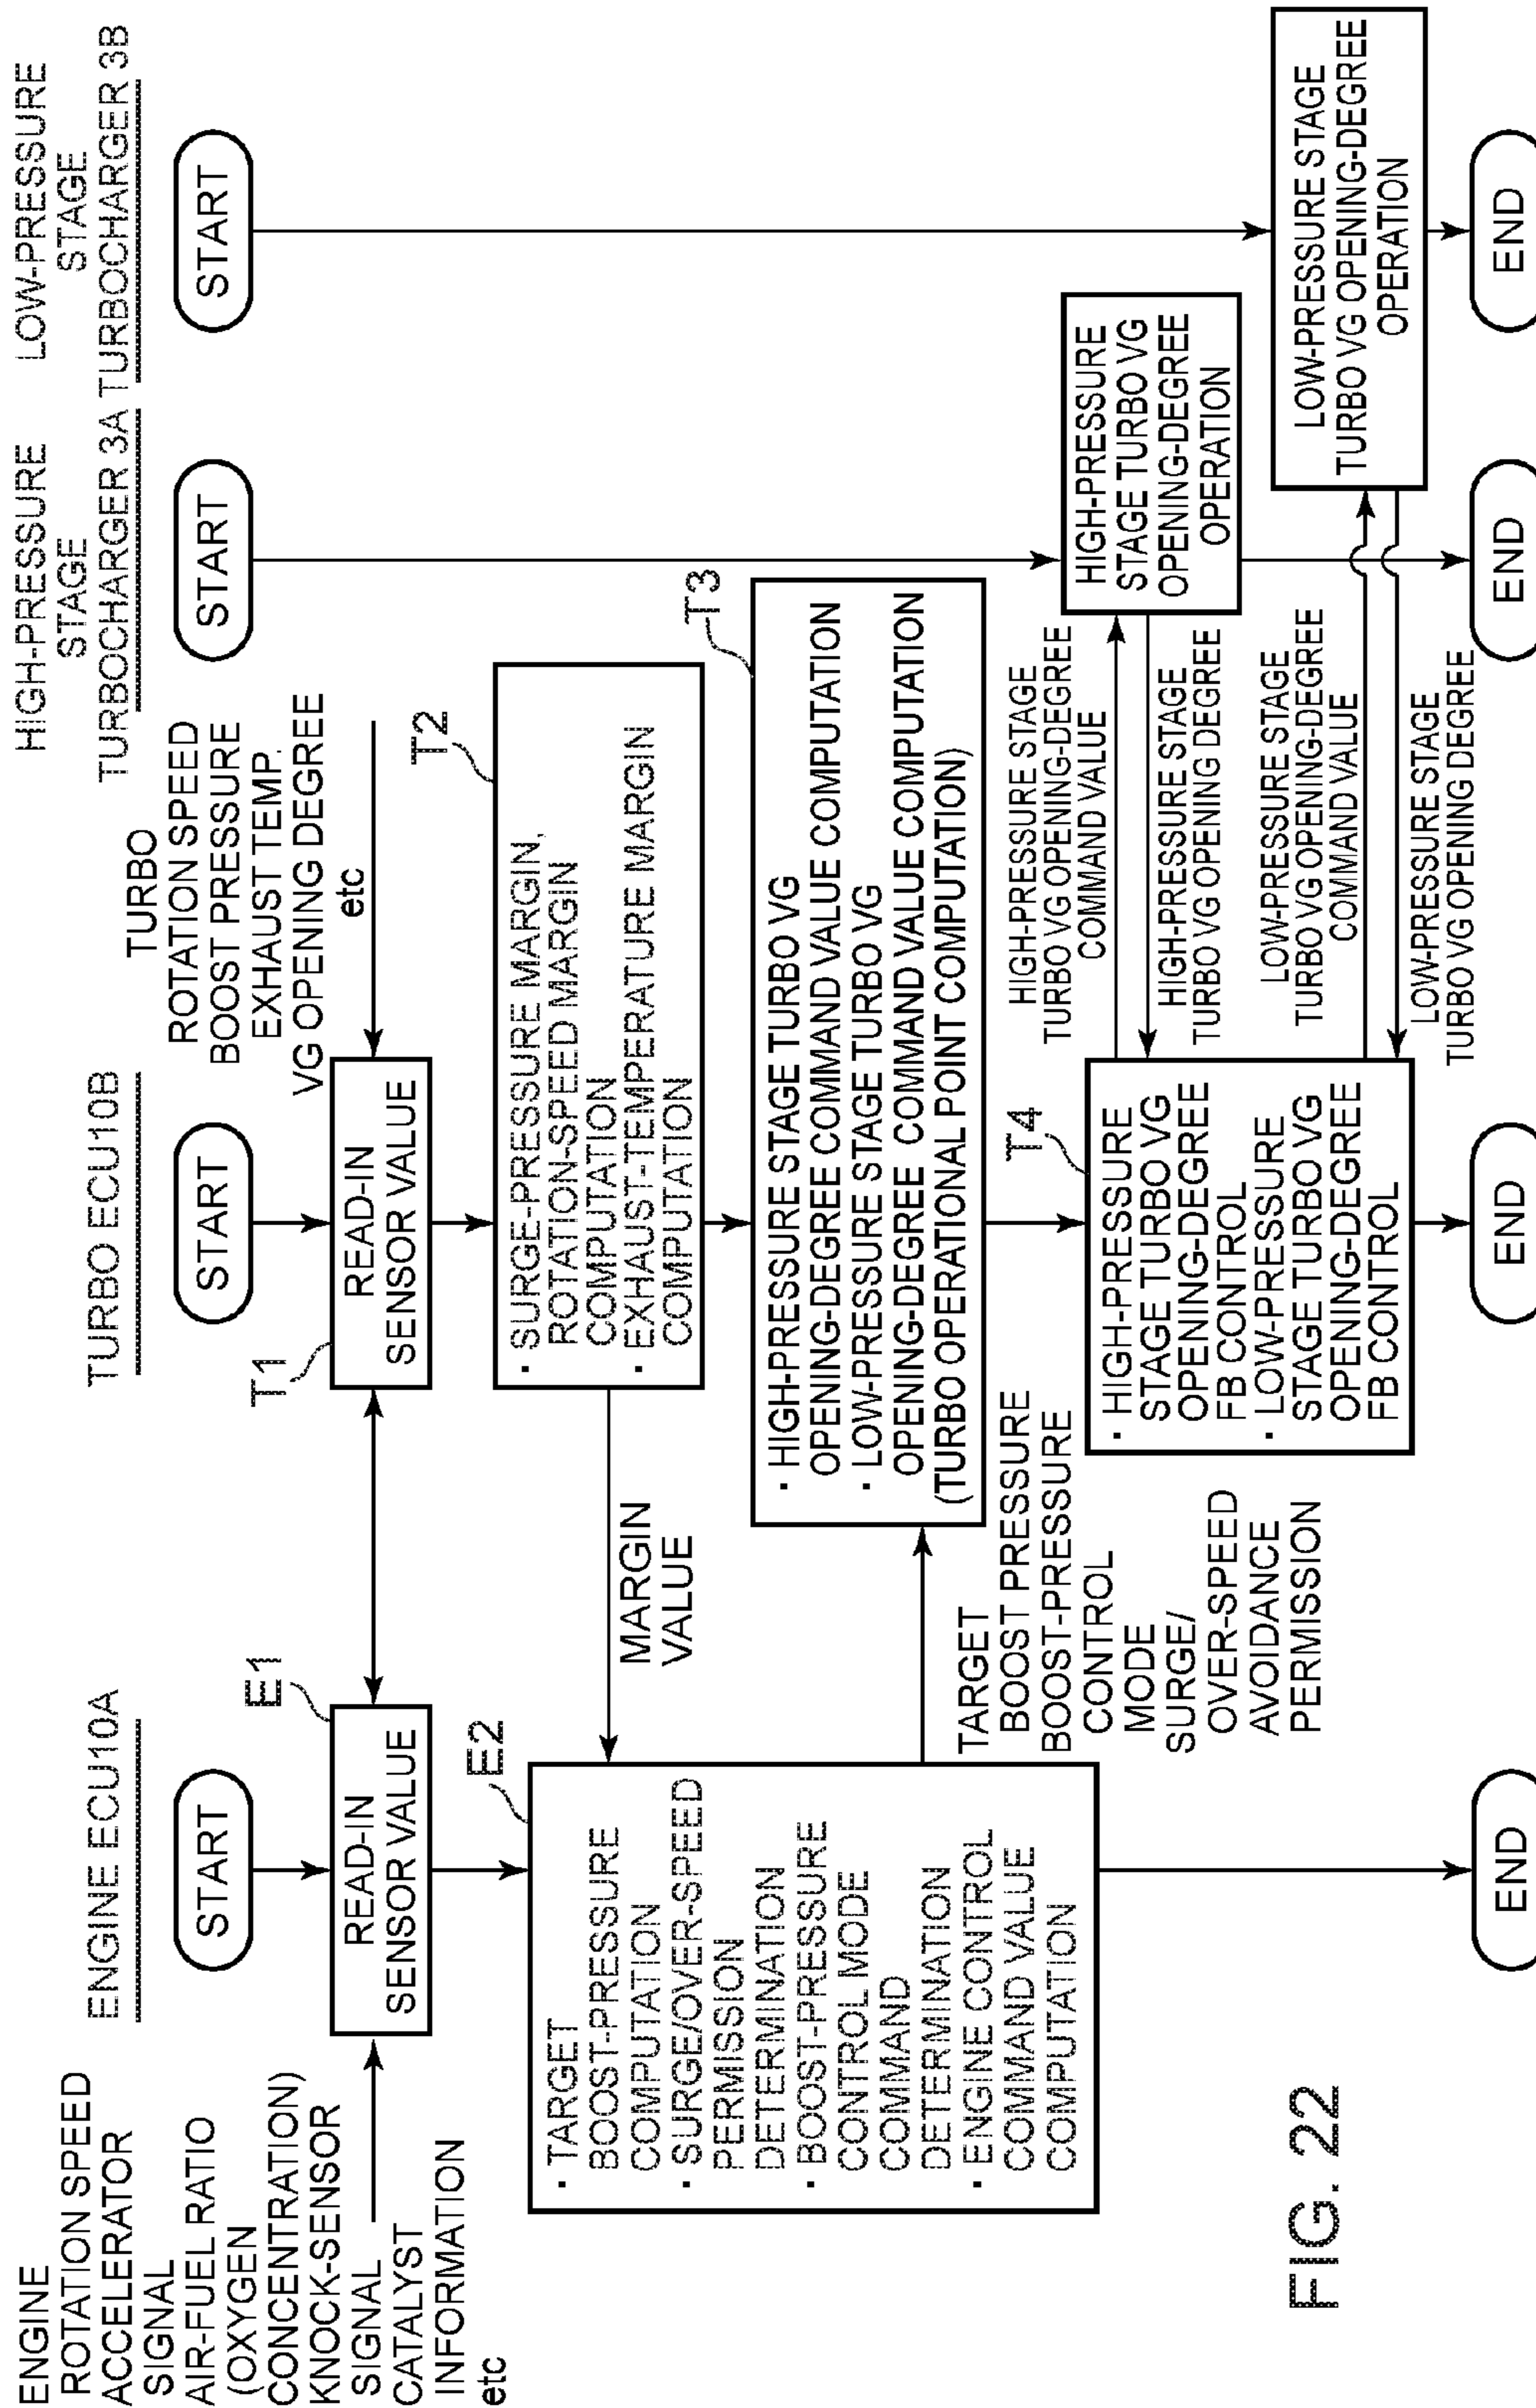 ENGINE
ROTATION SPEED
ACCELERATOR
SIGNAL
AIR-FUEL RATIO
(OXYGEN
CONCENTRATION)
KNOCK-SENSOR
SIGNAL
CATALYST
INFORMATION
etc
ENGINE ECU10A
START
E1
READ-IN
SENSOR VALUE
E2
· TARGET
BOOST-PRESSURE
COMPUTATION
· SURGE/OVER-SPEED
PERMISSION
DETERMINATION
· BOOST-PRESSURE
CONTROL MODE
COMMAND
DETERMINATION
· ENGINE CONTROL
COMMAND VALUE
COMPUTATION
END
MARGIN
VALUE
TARGET
BOOST PRESSURE
BOOST-PRESSURE
CONTROL
MODE
SURGE/
OVER-SPEED
AVOIDANCE
PERMISSION
TURBO ECU10B
START
T1
READ-IN
SENSOR VALUE
TURBO
ROTATION SPEED
BOOST PRESSURE
EXHAUST TEMP.
VG OPENING DEGREE
etc
T2
· SURGE-PRESSURE MARGIN,
ROTATION-SPEED MARGIN
COMPUTATION
· EXHAUST-TEMPERATURE MARGIN
COMPUTATION
T3
· HIGH-PRESSURE STAGE TURBO VG
OPENING-DEGREE COMMAND VALUE COMPUTATION
· LOW-PRESSURE STAGE TURBO VG
OPENING-DEGREE COMMAND VALUE COMPUTATION
(TURBO OPERATIONAL POINT COMPUTATION)
T4
· HIGH-PRESSURE
STAGE TURBO VG
OPENING-DEGREE
FB CONTROL
· LOW-PRESSURE
STAGE TURBO VG
OPENING-DEGREE
FB CONTROL
END
HIGH-PRESSURE STAGE
TURBO VG OPENING-DEGREE
COMMAND VALUE
HIGH-PRESSURE STAGE
TURBO VG OPENING DEGREE
LOW-PRESSURE STAGE
TURBO VG OPENING-DEGREE
COMMAND VALUE
LOW-PRESSURE STAGE
TURBO VG OPENING DEGREE
HIGH-PRESSURE
STAGE
TURBOCHARGER 3A
START
HIGH-PRESSURE
STAGE TURBO VG
OPENING-DEGREE
OPERATION
END
LOW-PRESSURE
STAGE
TURBOCHARGER 3B
START
LOW-PRESSURE STAGE
TURBO VG OPENING-DEGREE
OPERATION
END
FIG. 22